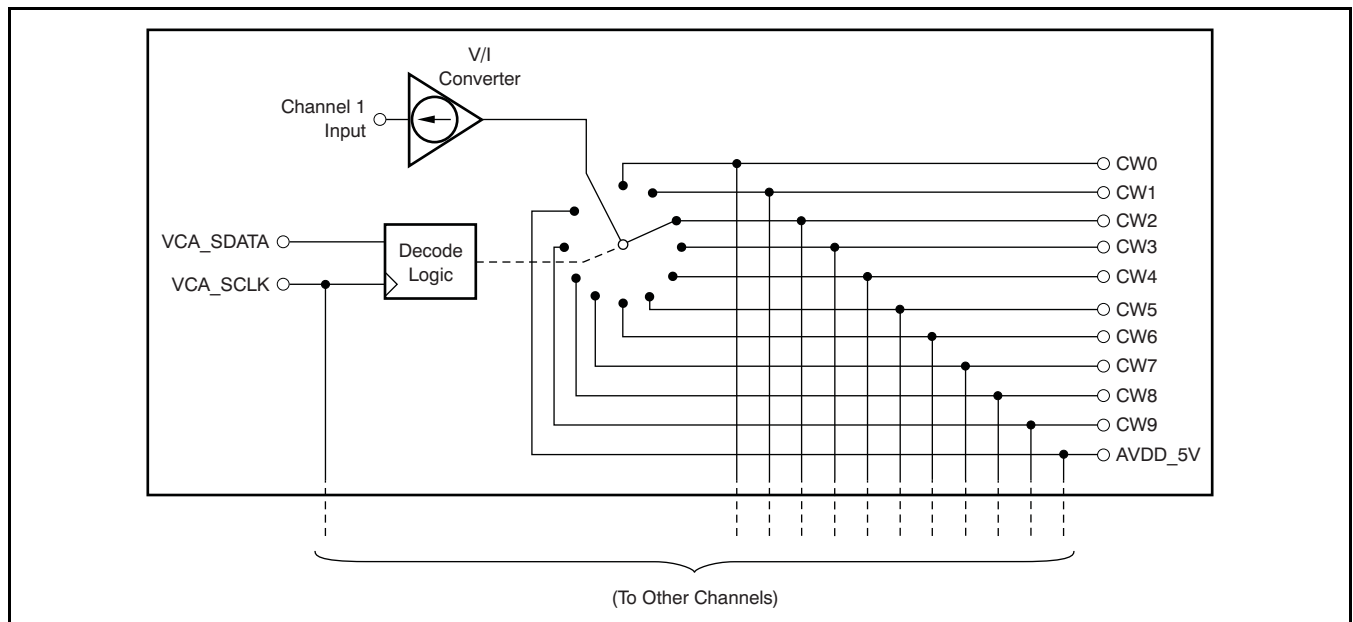 V/I
Converter
Channel 1
Input
VCA_SDATA
VCA_SCLK
Decode
Logic
CW0
CW1
CW2
CW3
CW4
CW5
CW6
CW7
CW8
CW9
AVDD_5V
(To Other Channels)